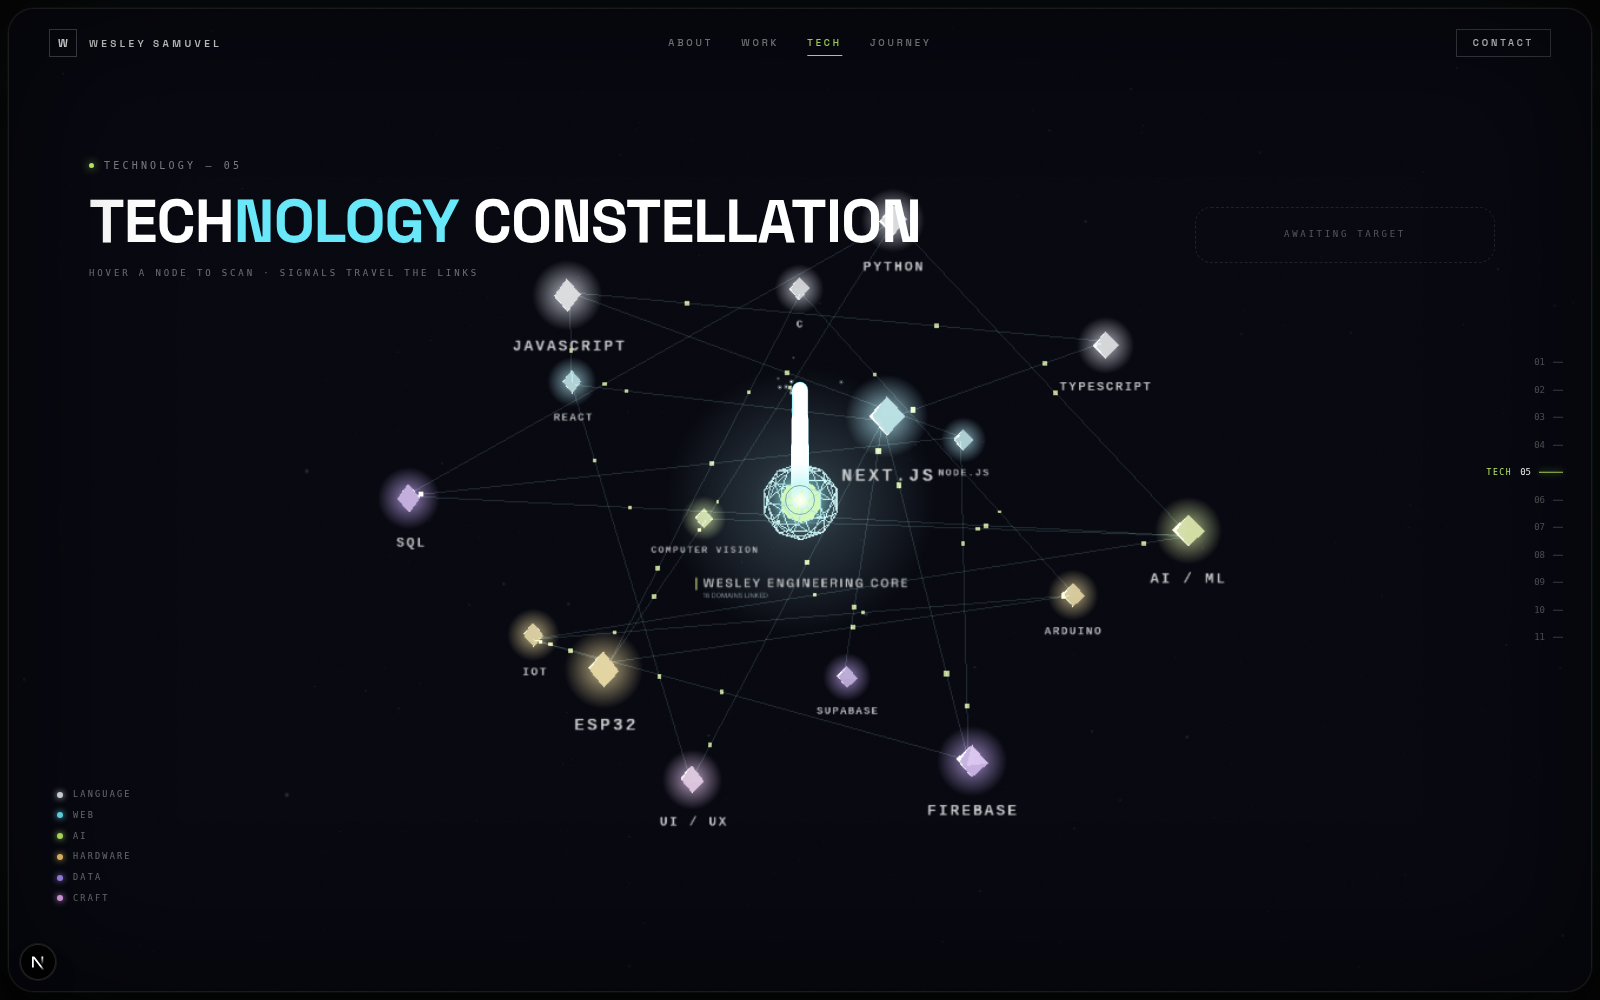 W WESLEY SAMUVEL
ABOUT WORK TECH JOURNEY
CONTACT
TECHNOLOGY — 05
TECHNOLOGY CONSTELLATION
HOVER A NODE TO SCAN · SIGNALS TRAVEL THE LINKS
AWAITING TARGET
PYTHON
C
JAVASCRIPT
TYPESCRIPT
REACT
NEXT.JS
NODE.JS
SQL
COMPUTER VISION
AI / ML
WESLEY ENGINEERING CORE
16 DOMAINS LINKED
ARDUINO
IOT
ESP32
SUPABASE
FIREBASE
UI / UX
01
02
03
04
TECH 05
06
07
08
09
10
11
LANGUAGE
WEB
AI
HARDWARE
DATA
CRAFT
N